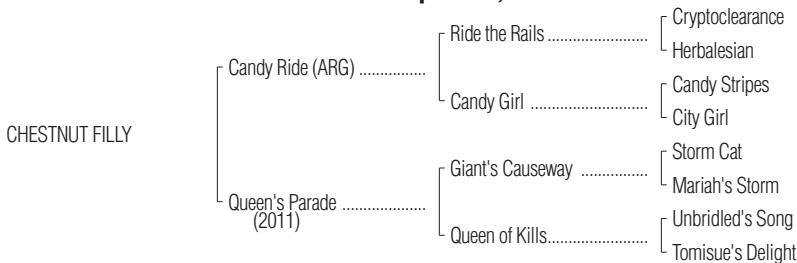 Cryptoclearance
Ride the Rails
Herbalesian
Candy Ride (ARG)
Candy Stripes
Candy Girl
City Girl
CHESTNUT FILLY
Storm Cat
Giant's Causeway
Mariah's Storm
Queen's Parade
(2011)
Unbridled's Song
Queen of Kills
Tomisue's Delight